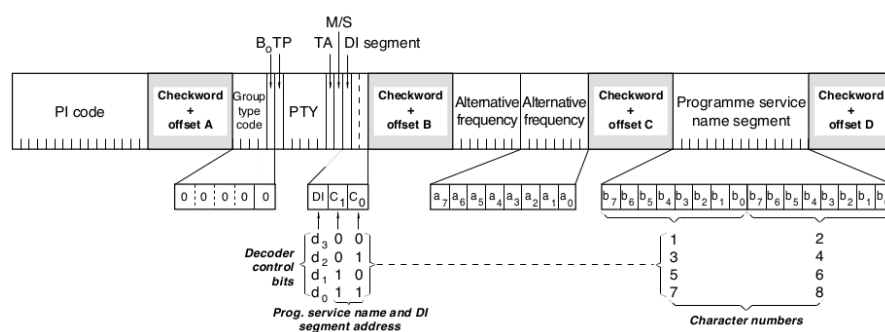 M/S
B₀ TP TA DI segment
PI code
Checkword + offset A
Group type code
PTY
Checkword + offset B
Alternative frequency
Alternative frequency
Checkword + offset C
Programme service name segment
Checkword + offset D
0 0 0 0 0
DI C₁ C₀
a₇ a₆ a₅ a₄ a₃ a₂ a₁ a₀
b₇ b₆ b₅ b₄ b₃ b₂ b₁ b₀ b₇ b₆ b₅ b₄ b₃ b₂ b₁
Decoder control bits
d₃ 0 0 1 2
d₂ 0 1 3 4
d₁ 1 0 5 6
d₀ 1 1 7 8
Prog. service name and DI segment address
Character numbers